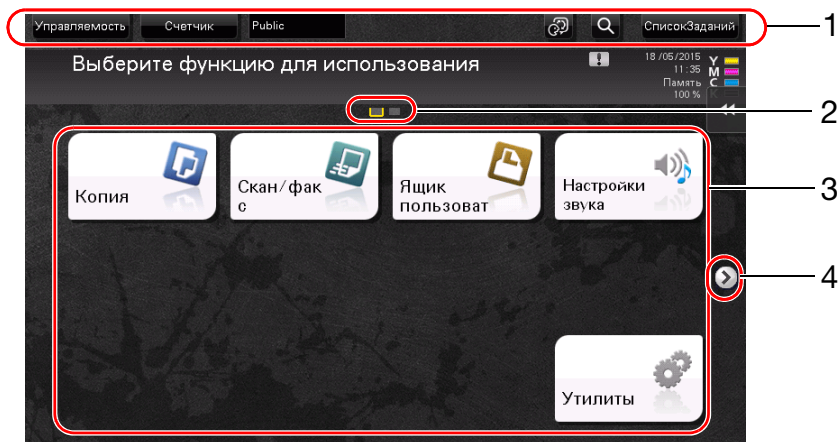 Управляемость Счетчик Public СписокЗаданий 1
Выберите функцию для использования
18/05/2015
11:35
Память
100 %
Y
M
C
K
2
Копия
Скан/фак
с
Ящик
пользоват
Настройки
звука
3
4
Утилиты